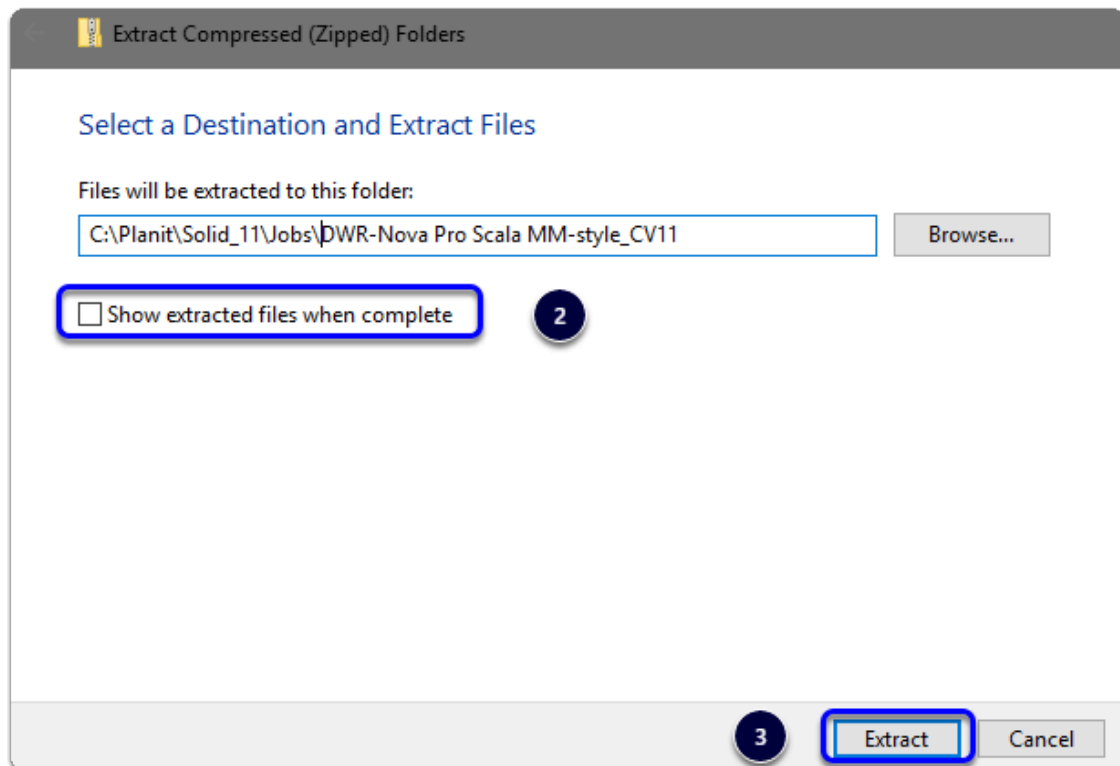 Extract Compressed (Zipped) Folders
Select a Destination and Extract Files
Files will be extracted to this folder:
C:\Planit\Solid_11\Jobs\DWR-Nova Pro Scala MM-style_CV11 Browse...
Show extracted files when complete 2
3 Extract Cancel